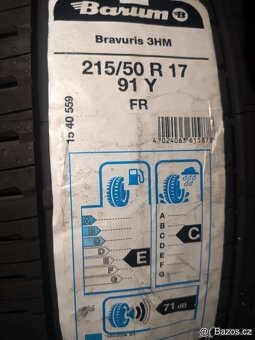 Barum B
Bravuris 3HM
215/50 R 17
91 Y
FR
15 40 559
A
B
C
D
E
F
G
E
A
B
C
D
E
F
G
C
71 dB
bazos.cz